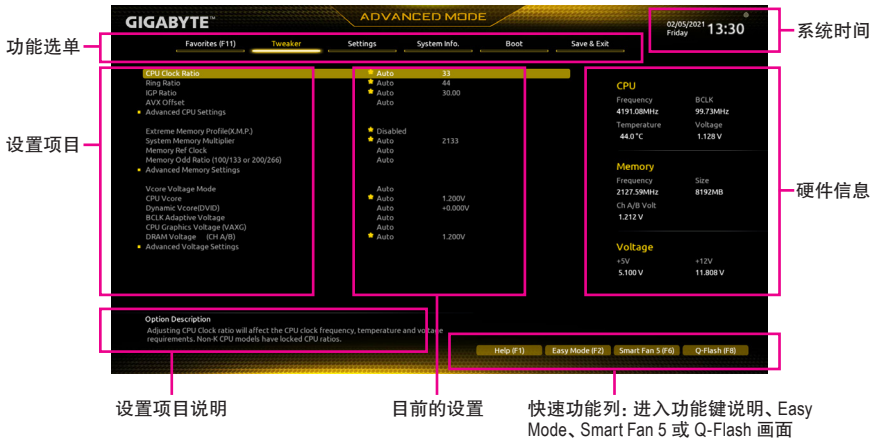 GIGABYTE™
ADVANCED MODE
02/05/2021
Friday
13:30
系统时间
功能选单
Favorites (F11) Tweaker Settings System Info. Boot Save & Exit
设置项目
CPU Clock Ratio Auto 33
Ring Ratio Auto 44
IGP Ratio Auto 30.00
AVX Offset Auto
Advanced CPU Settings
Extreme Memory Profile(X.M.P.) Disabled
System Memory Multiplier Auto 2133
Memory Ref Clock Auto
Memory Odd Ratio (100/133 or 200/266) Auto
Advanced Memory Settings
Vcore Voltage Mode Auto
CPU Vcore Auto 1.200V
Dynamic Vcore(DVID) Auto +0.000V
BCLK Adaptive Voltage Auto
CPU Graphics Voltage (VAXG) Auto
DRAM Voltage (CH A/B) Auto 1.200V
Advanced Voltage Settings
CPU
Frequency BCLK
4191.08MHz 99.73MHz
Temperature Voltage
44.0 °C 1.128 V
Memory
Frequency Size
2127.59MHz 8192MB
Ch A/B Volt
1.212 V
Voltage
+5V +12V
5.100 V 11.808 V
硬件信息
Option Description
Adjusting CPU Clock ratio will affect the CPU clock frequency, temperature and voltage
requirements. Non-K CPU models have locked CPU ratios.
Help (F1) Easy Mode (F2) Smart Fan 5 (F6) Q-Flash (F8)
设置项目说明
目前的设置
快速功能列: 进入功能键说明、Easy
Mode、Smart Fan 5 或 Q-Flash 画面